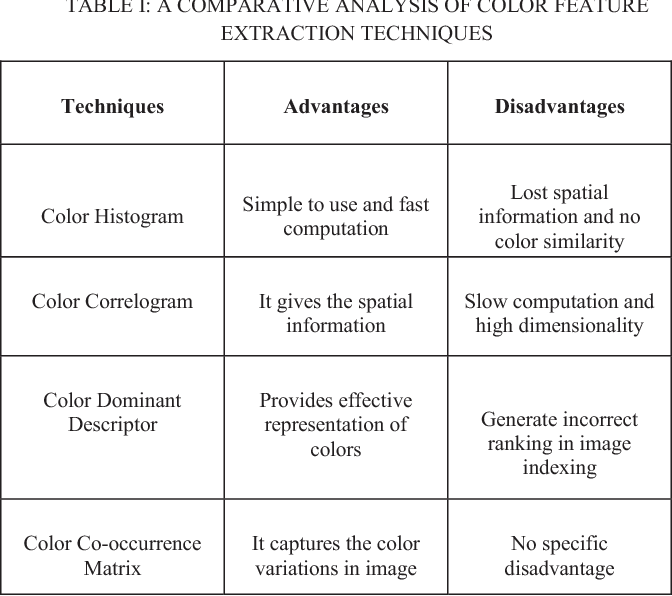 TABLE I: A COMPARATIVE ANALYSIS OF COLOR FEATURE
EXTRACTION TECHNIQUES
Techniques
Advantages
Disadvantages
Color Histogram
Simple to use and fast
computation
Lost spatial
information and no
color similarity
Color Correlogram
It gives the spatial
information
Slow computation and
high dimensionality
Color Dominant
Descriptor
Provides effective
representation of
colors
Generate incorrect
ranking in image
indexing
Color Co-occurrence
Matrix
It captures the color
variations in image
No specific
disadvantage